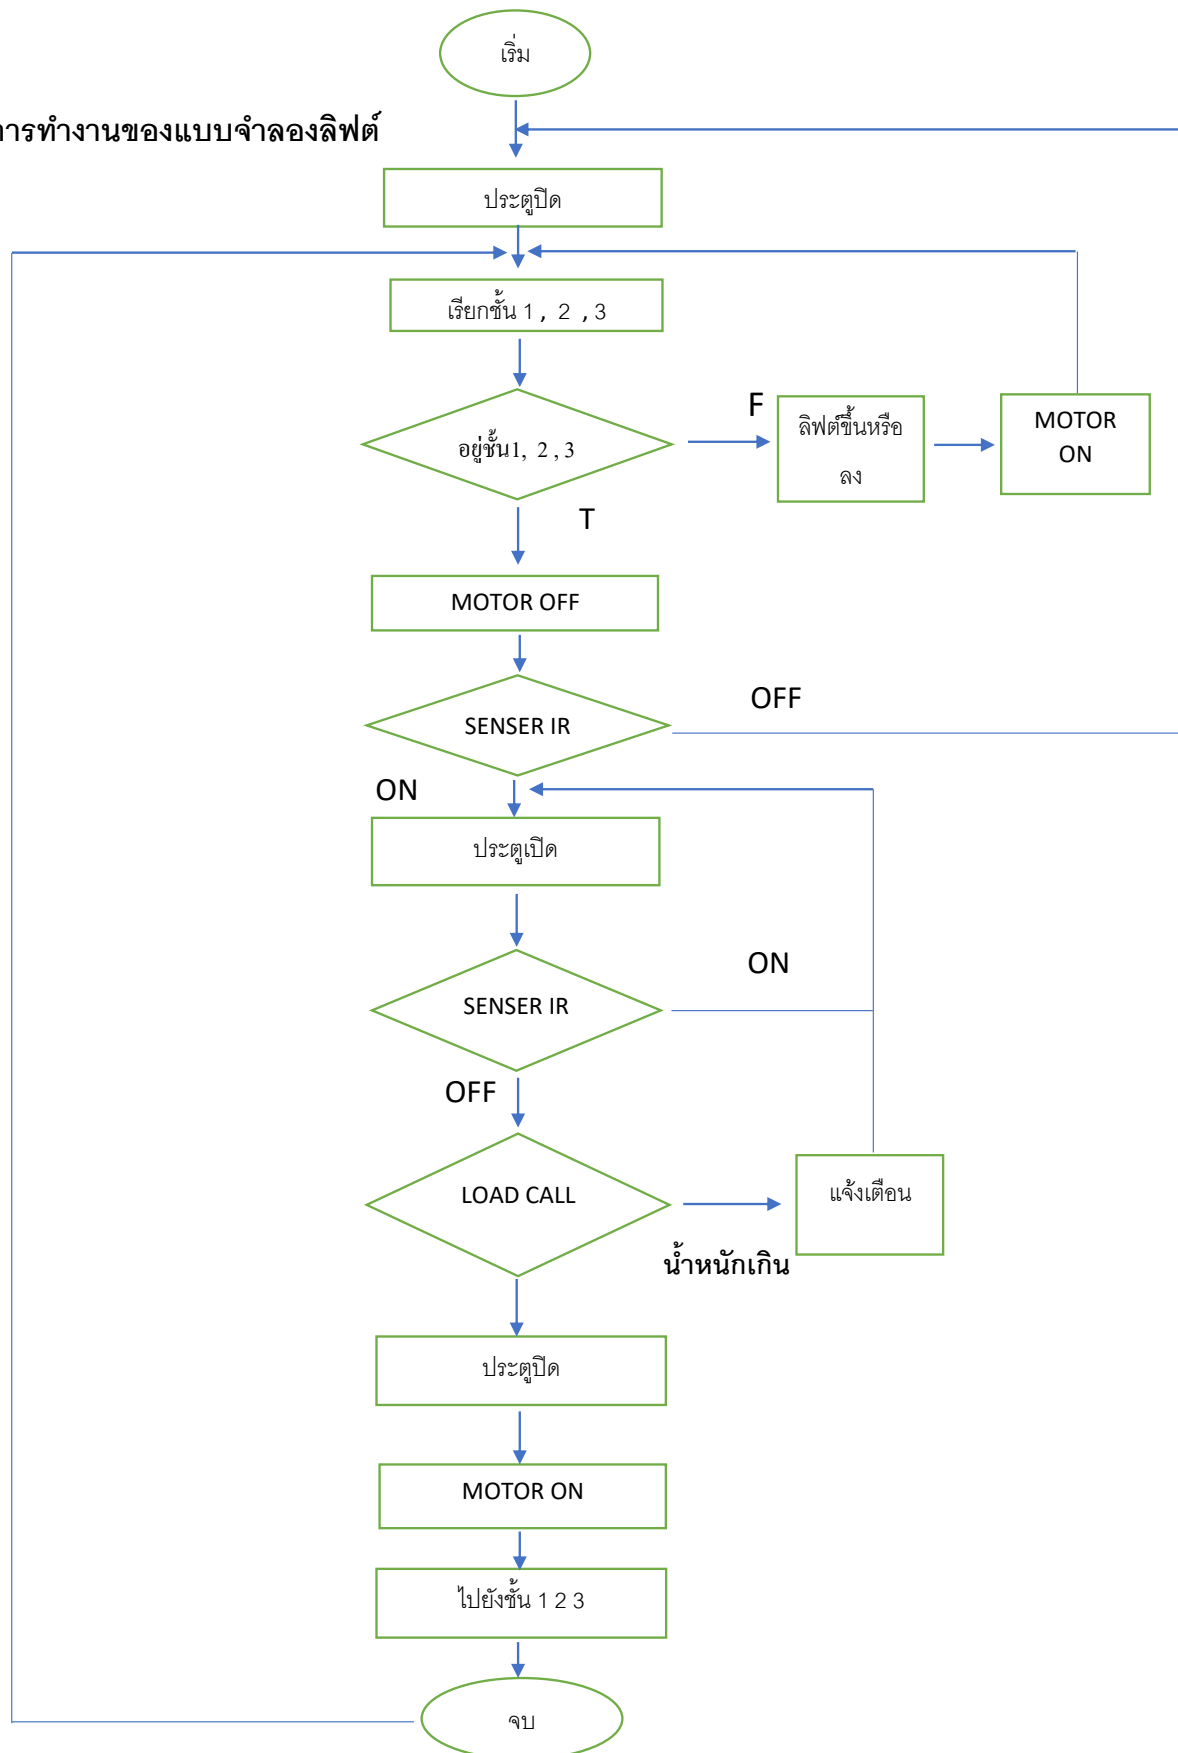 เริ่ม
การทำงานของแบบจำลองลิฟต์
ประตูปิด
เรียกชั้น 1 , 2 , 3
อยู่ชั้น1, 2 , 3
F
ลิฟต์ขึ้นหรือ
ลง
MOTOR
ON
T
MOTOR OFF
SENSER IR
OFF
ON
ประตูเปิด
SENSER IR
ON
OFF
LOAD CALL
แจ้งเตือน
น้ำหนักเกิน
ประตูปิด
MOTOR ON
ไปยังชั้น 1 2 3
จบ